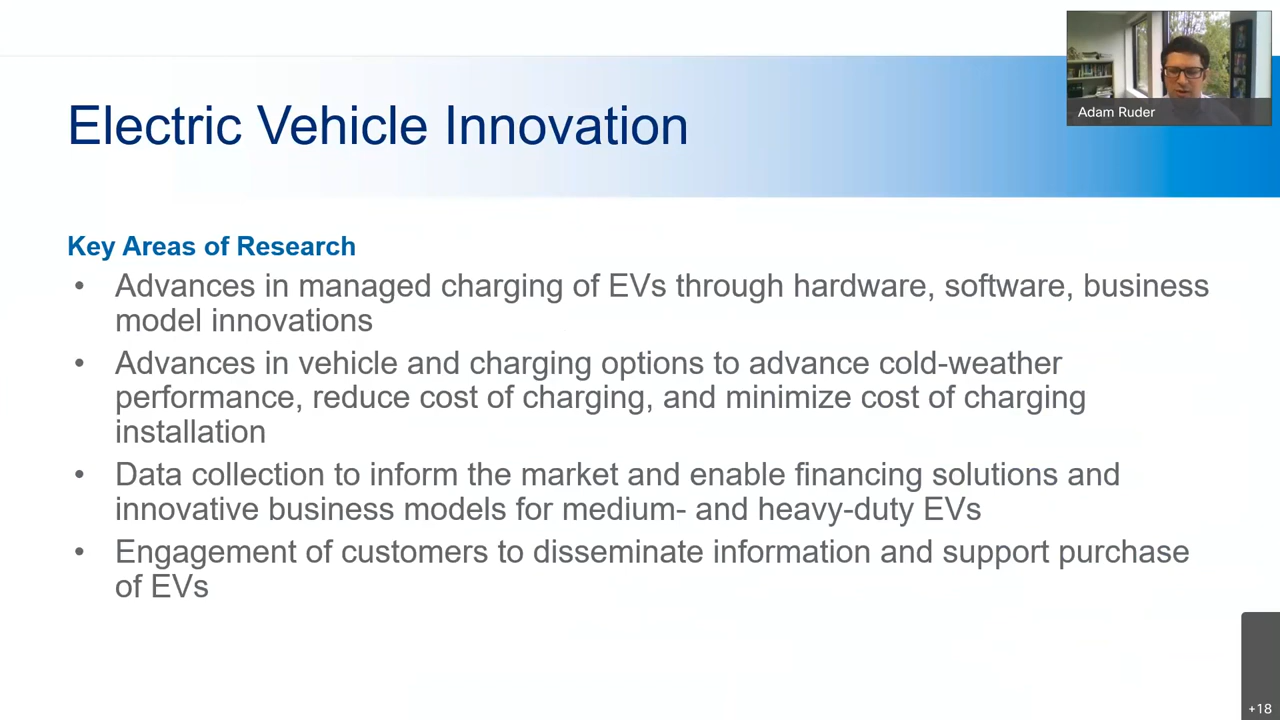 Electric Vehicle Innovation
Adam Ruder
Key Areas of Research
• Advances in managed charging of EVs through hardware, software, business
model innovations
• Advances in vehicle and charging options to advance cold-weather
performance, reduce cost of charging, and minimize cost of charging
installation
• Data collection to inform the market and enable financing solutions and
innovative business models for medium- and heavy-duty EVs
• Engagement of customers to disseminate information and support purchase
of EVs
+18